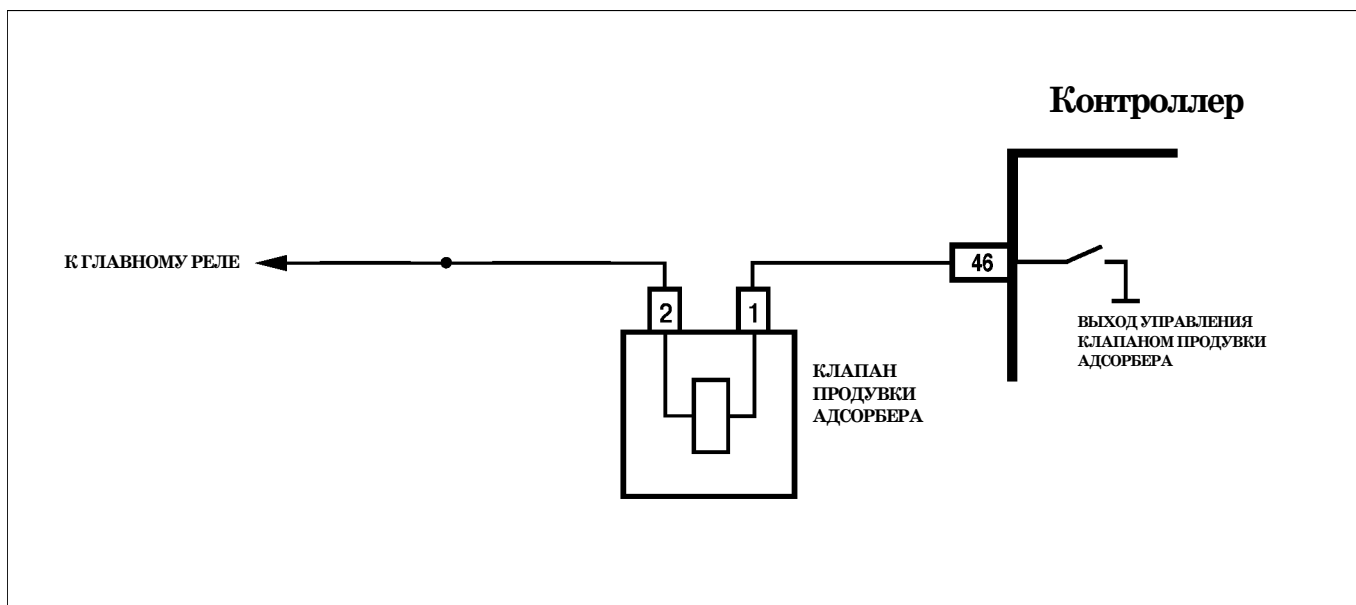 Контроллер
К ГЛАВНОМУ РЕЛЕ
46
2
1
ВЫХОД УПРАВЛЕНИЯ
КЛАПАНОМ ПРОДУВКИ
АДСОРБЕРА
КЛАПАН
ПРОДУВКИ
АДСОРБЕРА